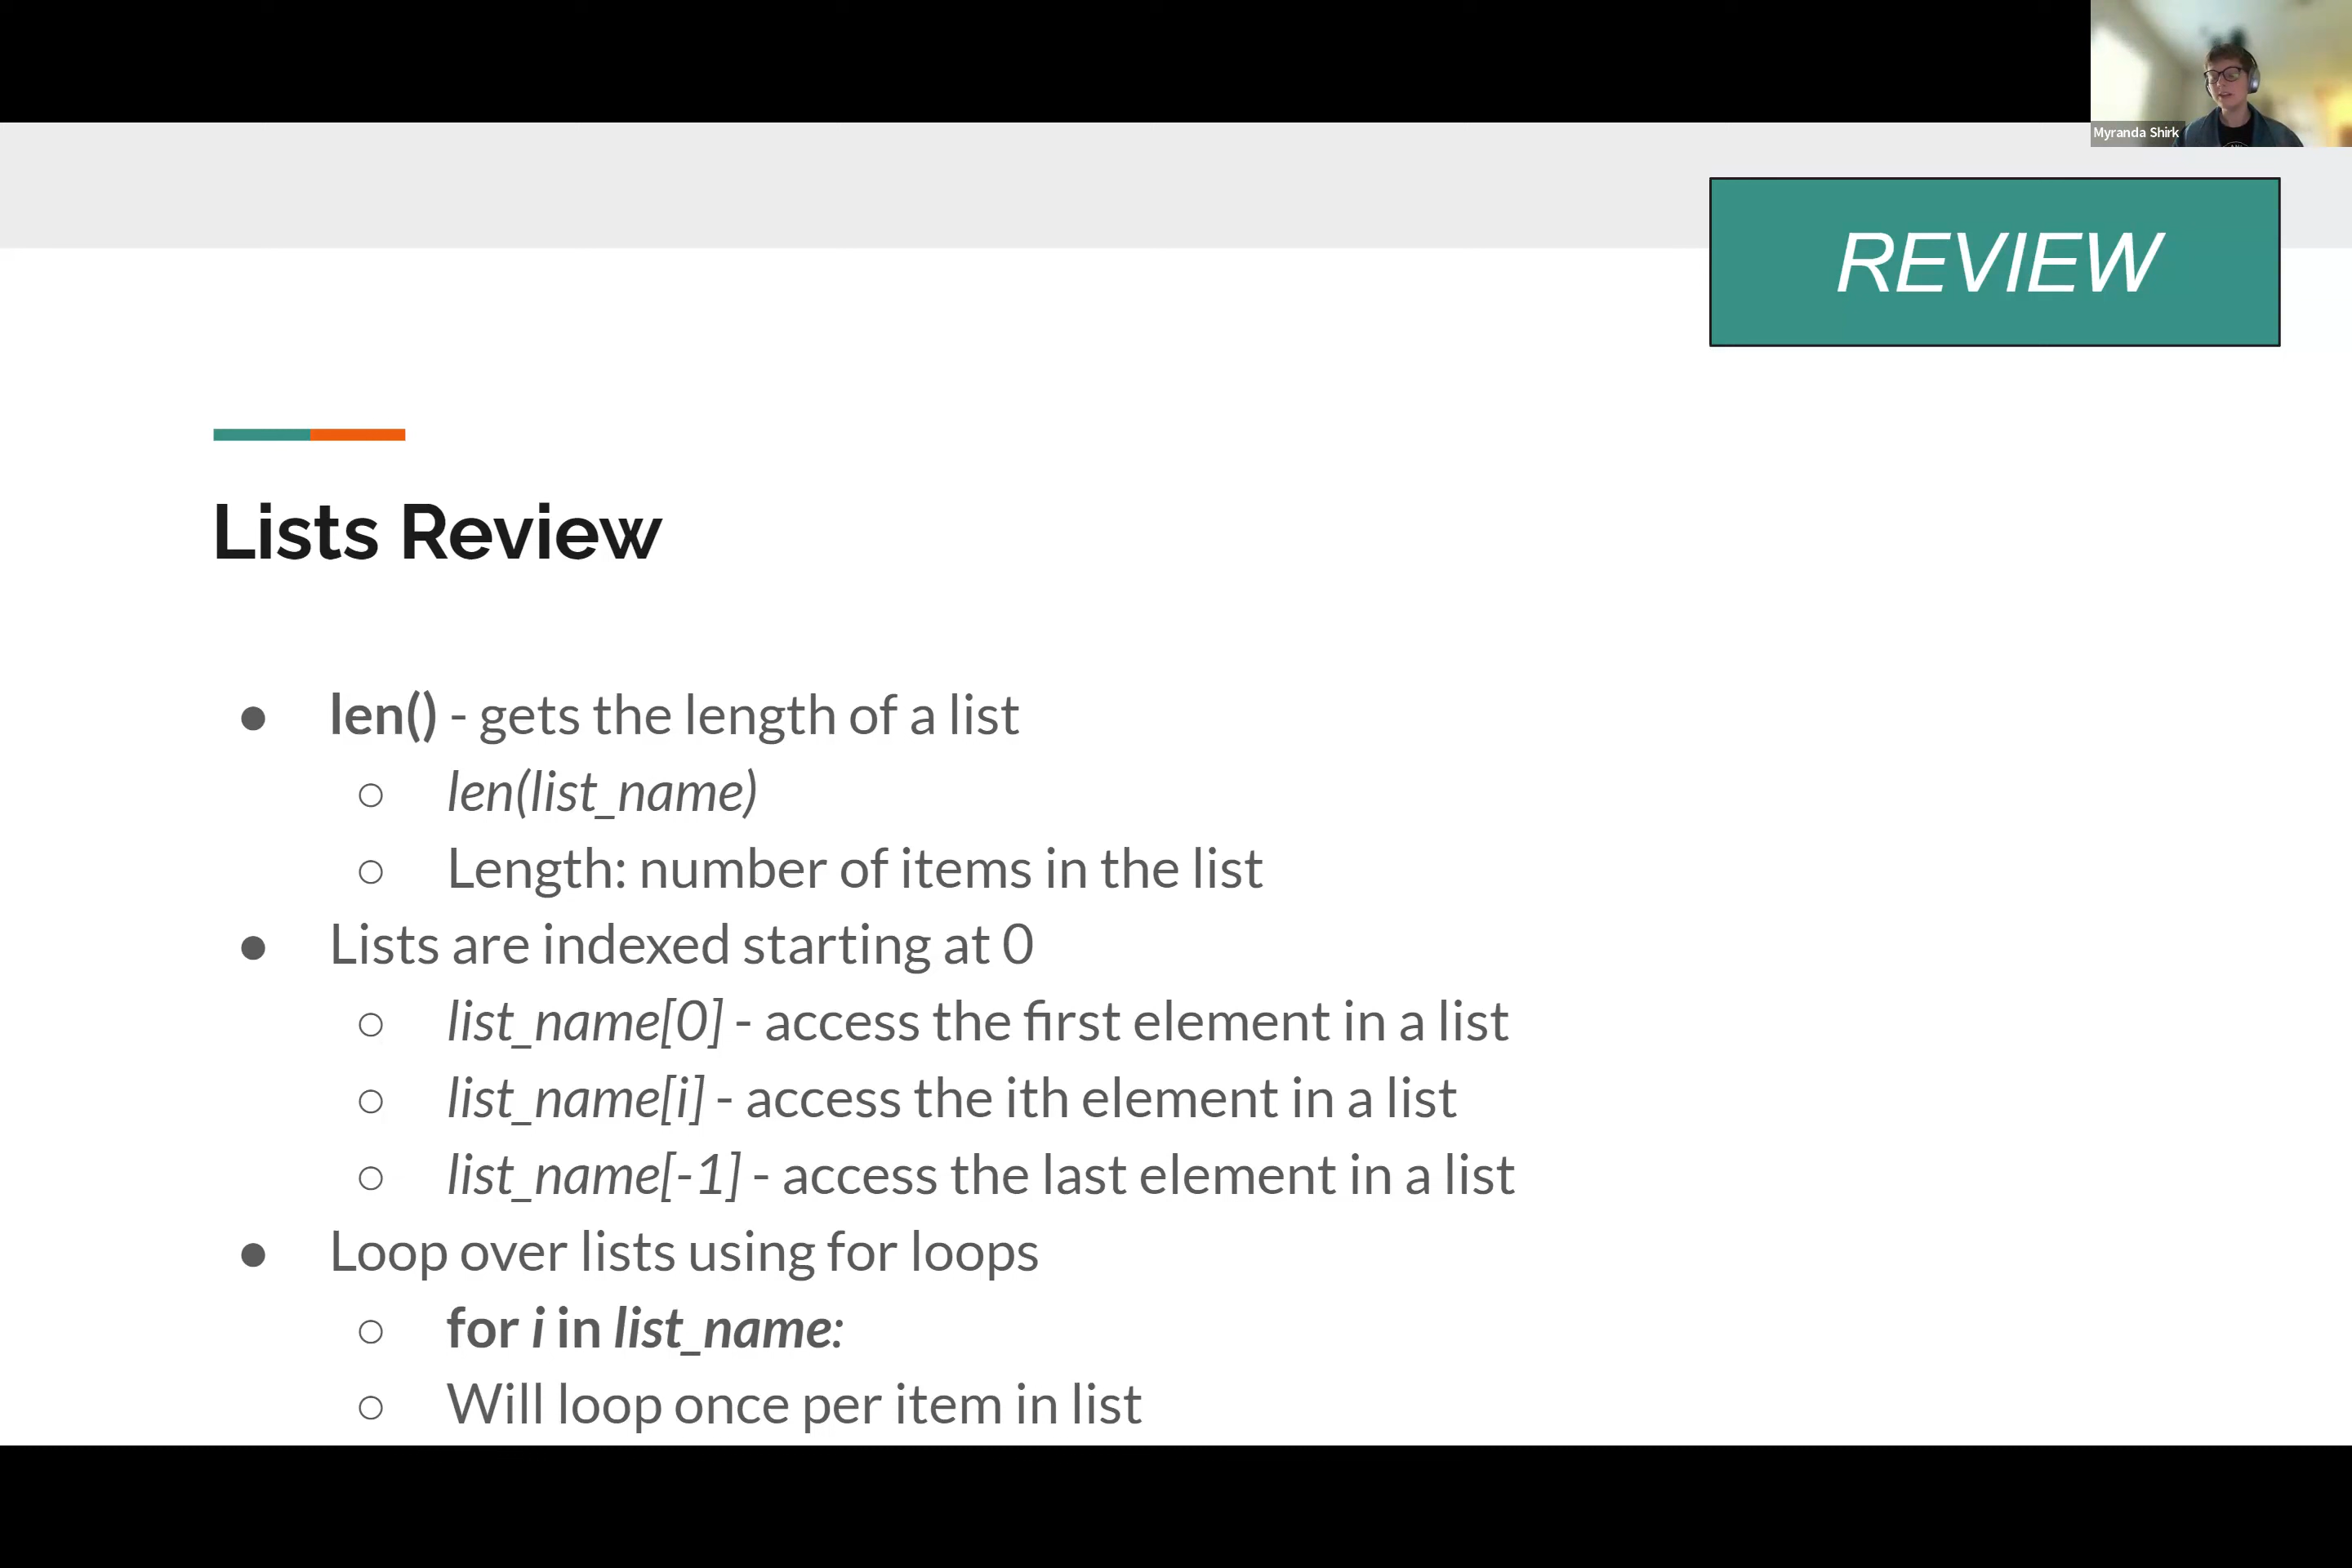 Myranda Shirk
REVIEW
Lists Review
● len() - gets the length of a list
○ len(list_name)
○ Length: number of items in the list
● Lists are indexed starting at 0
○ list_name[0] - access the first element in a list
○ list_name[i] - access the ith element in a list
○ list_name[-1] - access the last element in a list
● Loop over lists using for loops
○ for i in list_name:
○ Will loop once per item in list